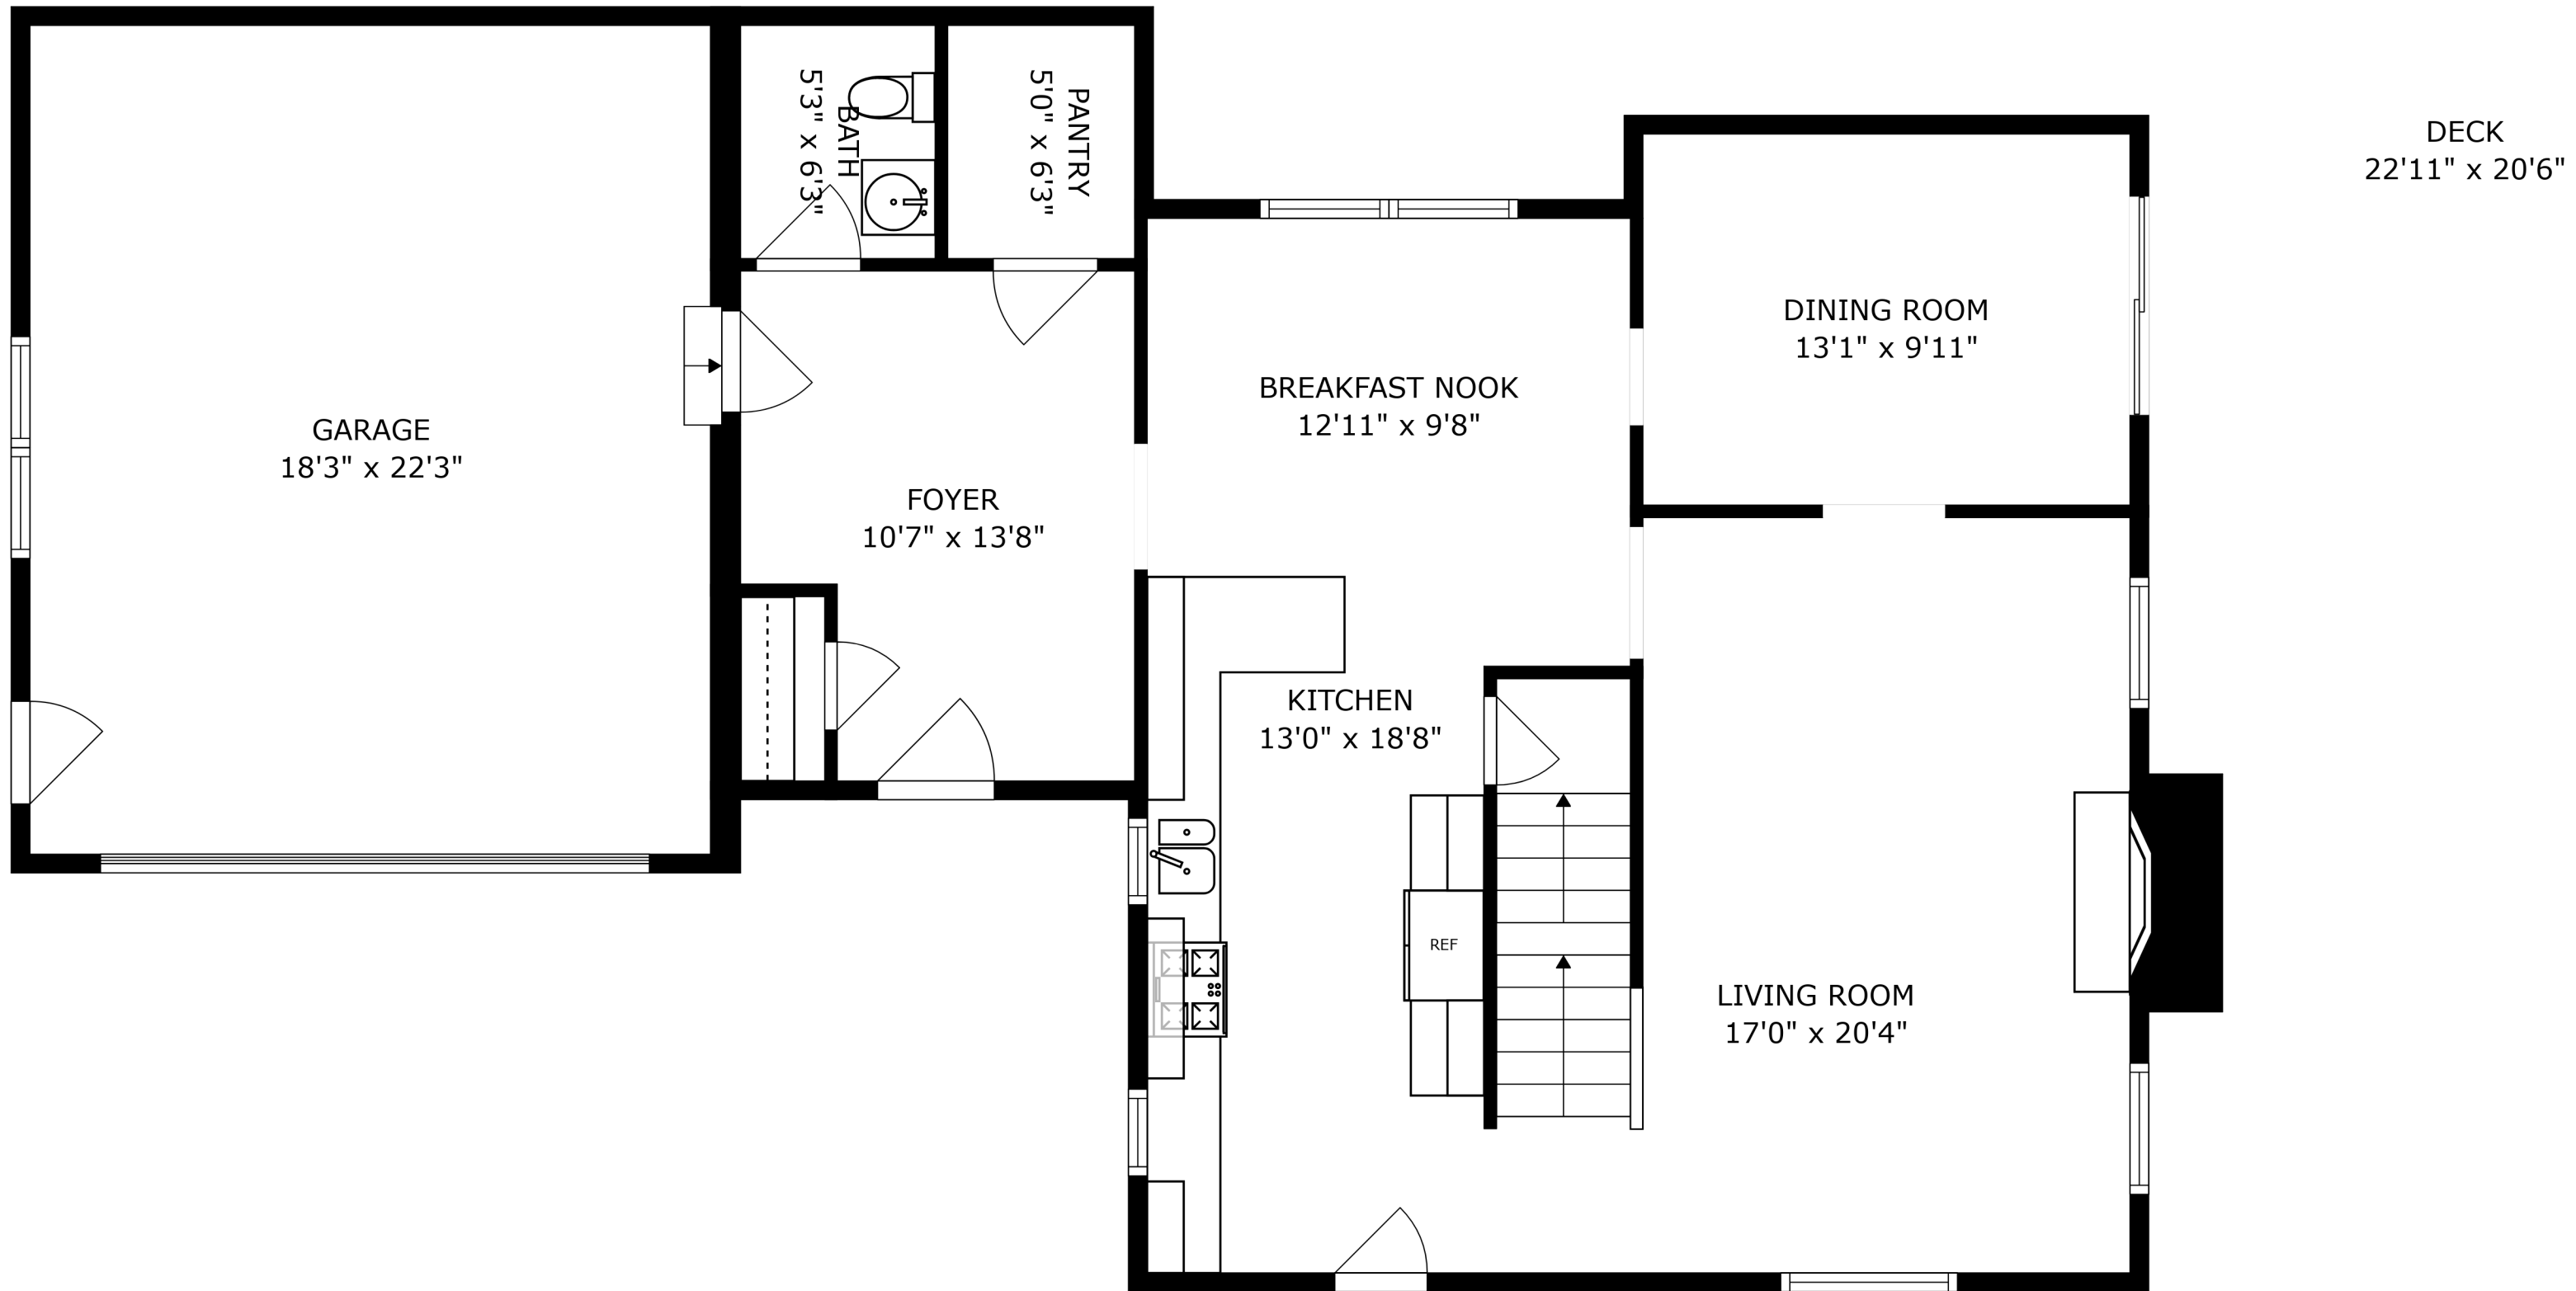 BATH
5'3" x 6'3"
PANTRY
5'0" x 6'3"
DECK
22'11" x 20'6"
DINING ROOM
13'1" x 9'11"
BREAKFAST NOOK
12'11" x 9'8"
GARAGE
18'3" x 22'3"
FOYER
10'7" x 13'8"
KITCHEN
13'0" x 18'8"
REF
LIVING ROOM
17'0" x 20'4"